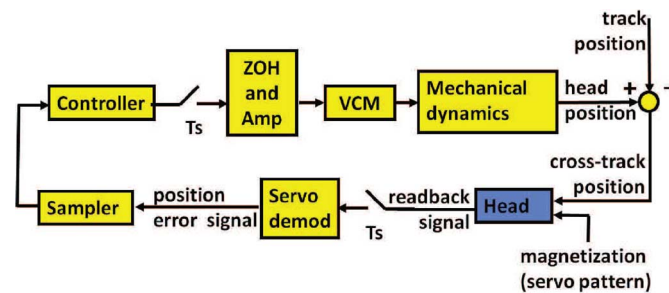 track
position
ZOH
and
Amp
Controller
Ts
VCM
Mechanical
dynamics
head
position
+
-
cross-track
position
Sampler
position
error signal
Servo
demod
Ts
readback
signal
Head
magnetization
(servo pattern)